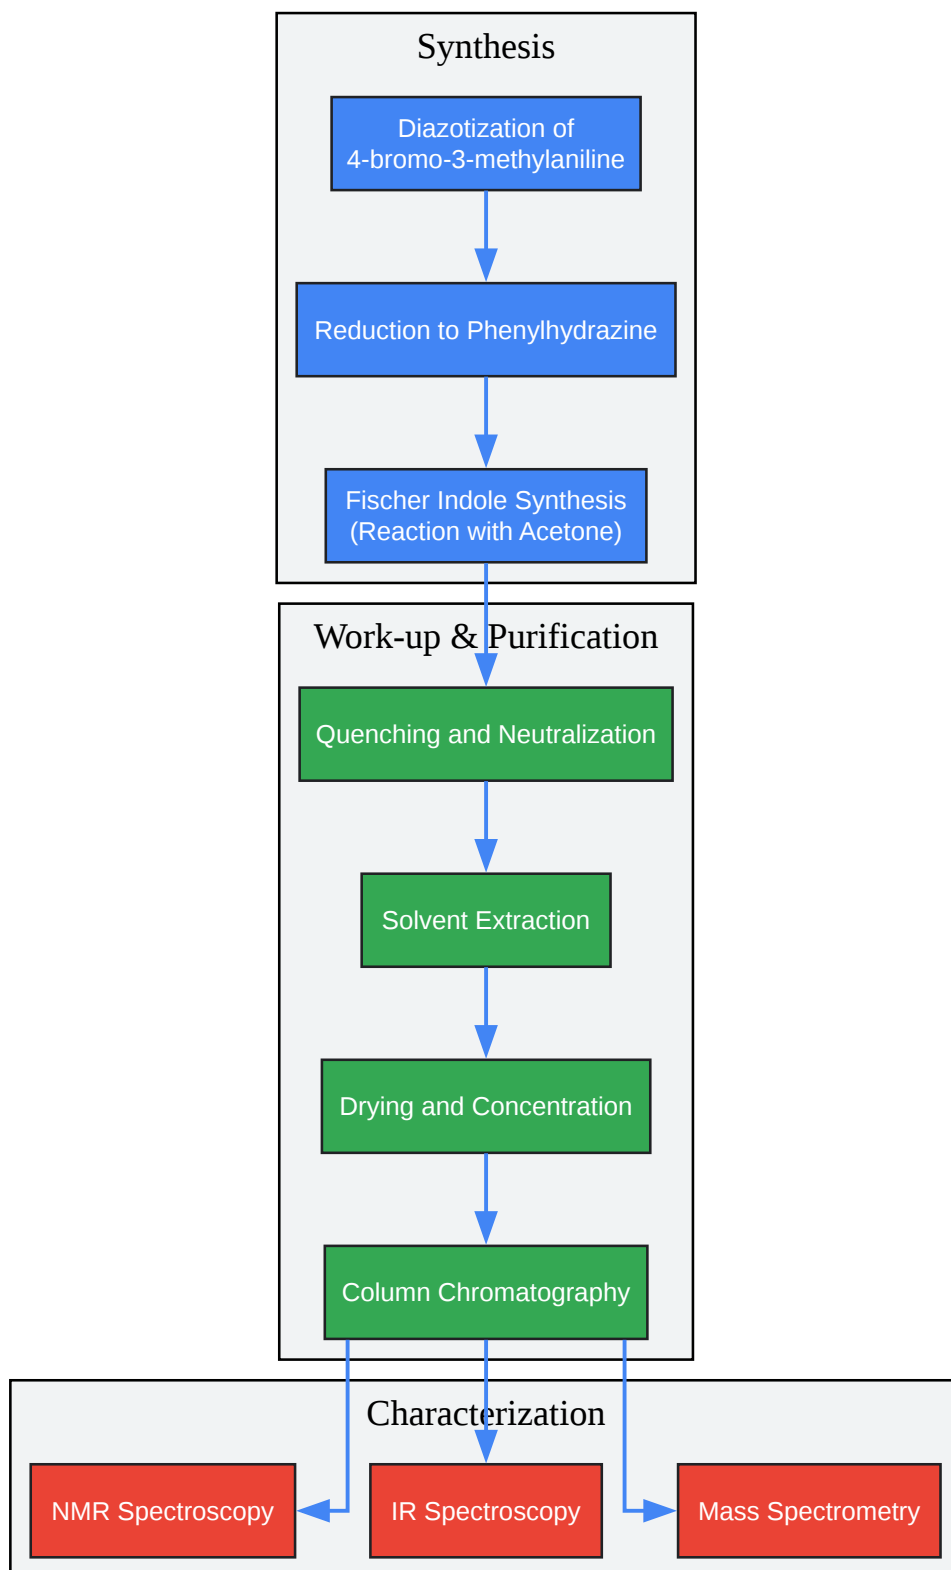 Synthesis
Diazotization of
4-bromo-3-methylaniline
Reduction to Phenylhydrazine
Fischer Indole Synthesis
(Reaction with Acetone)
Work-up & Purification
Quenching and Neutralization
Solvent Extraction
Drying and Concentration
Column Chromatography
Characterization
NMR Spectroscopy
IR Spectroscopy
Mass Spectrometry